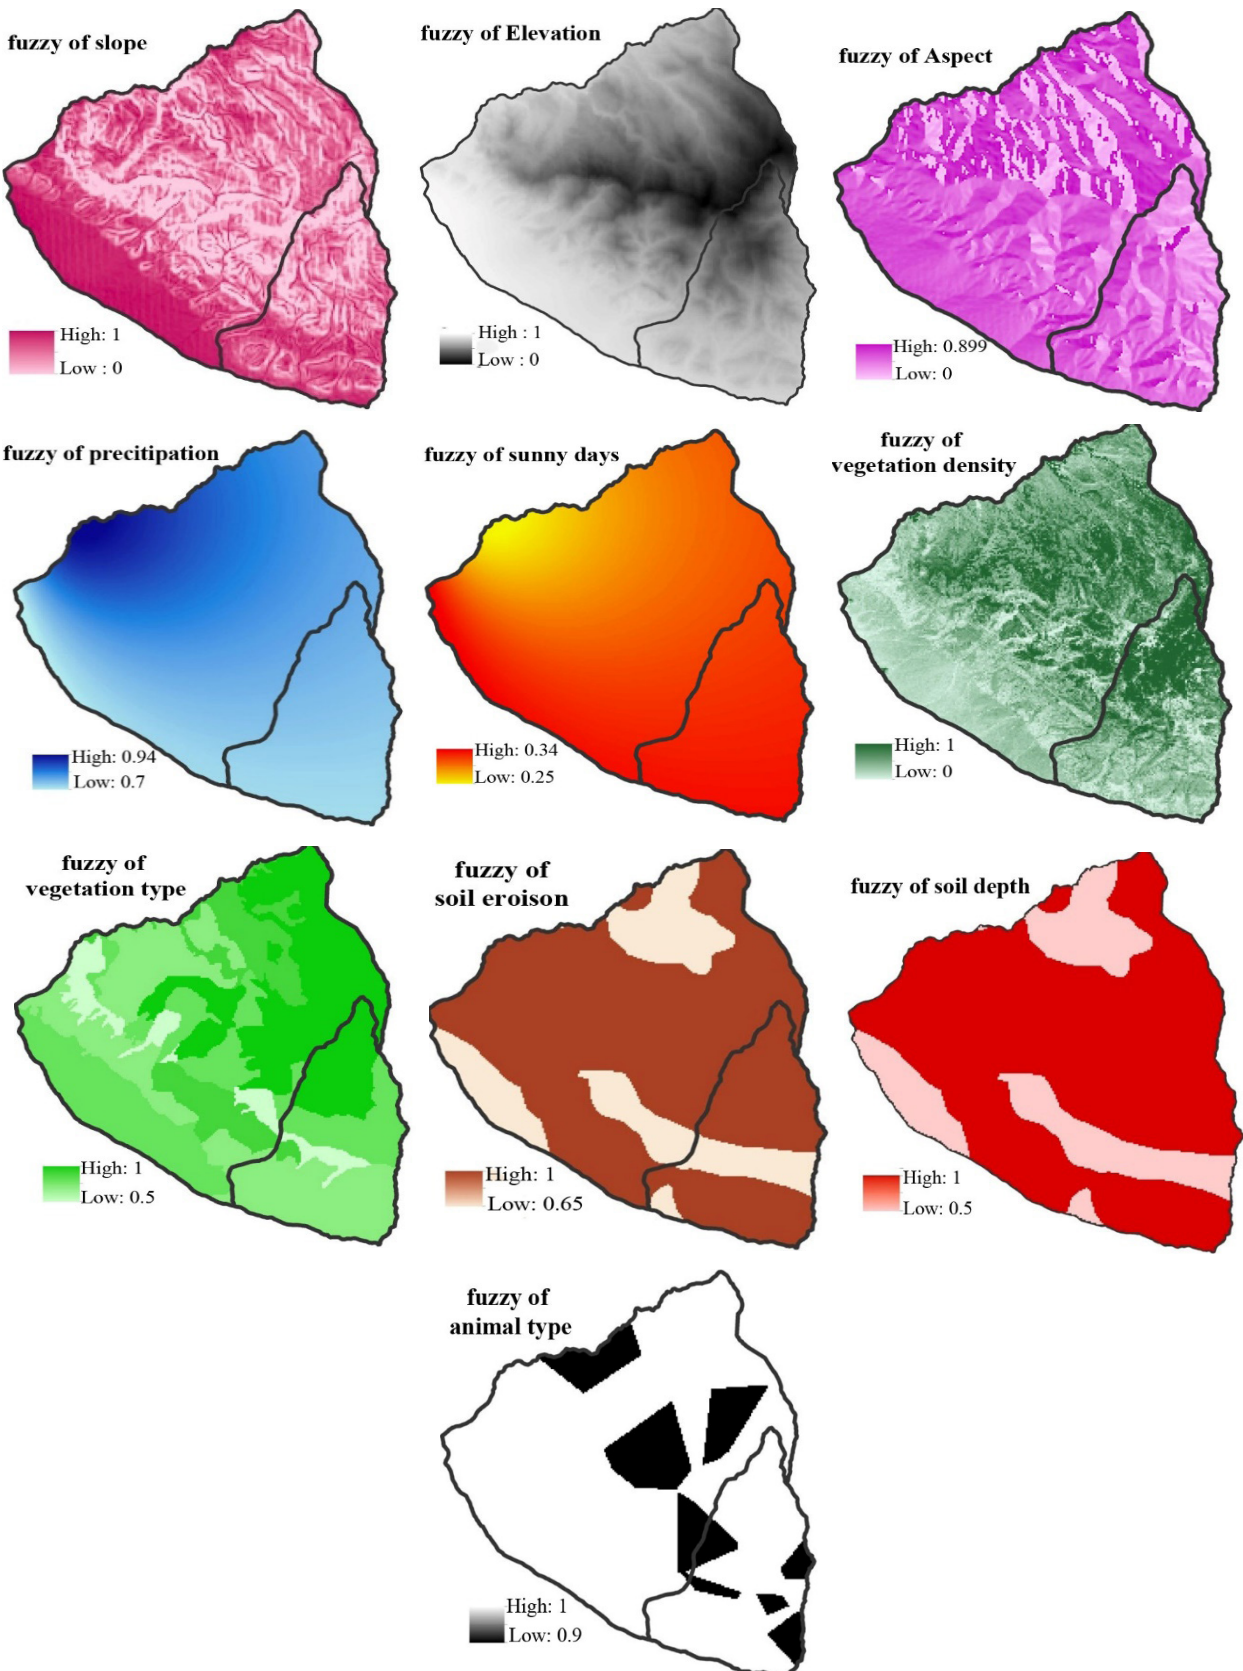 fuzzy of slope
High: 1
Low : 0
fuzzy of Elevation
High : 1
Low : 0
fuzzy of Aspect
High: 0.899
Low: 0
fuzzy of precitipation
High: 0.94
Low: 0.7
fuzzy of sunny days
High: 0.34
Low: 0.25
fuzzy of
vegetation density
High: 1
Low: 0
fuzzy of
vegetation type
High: 1
Low: 0.5
fuzzy of
soil eroison
High: 1
Low: 0.65
fuzzy of soil depth
High: 1
Low: 0.5
fuzzy of
animal type
High: 1
Low: 0.9